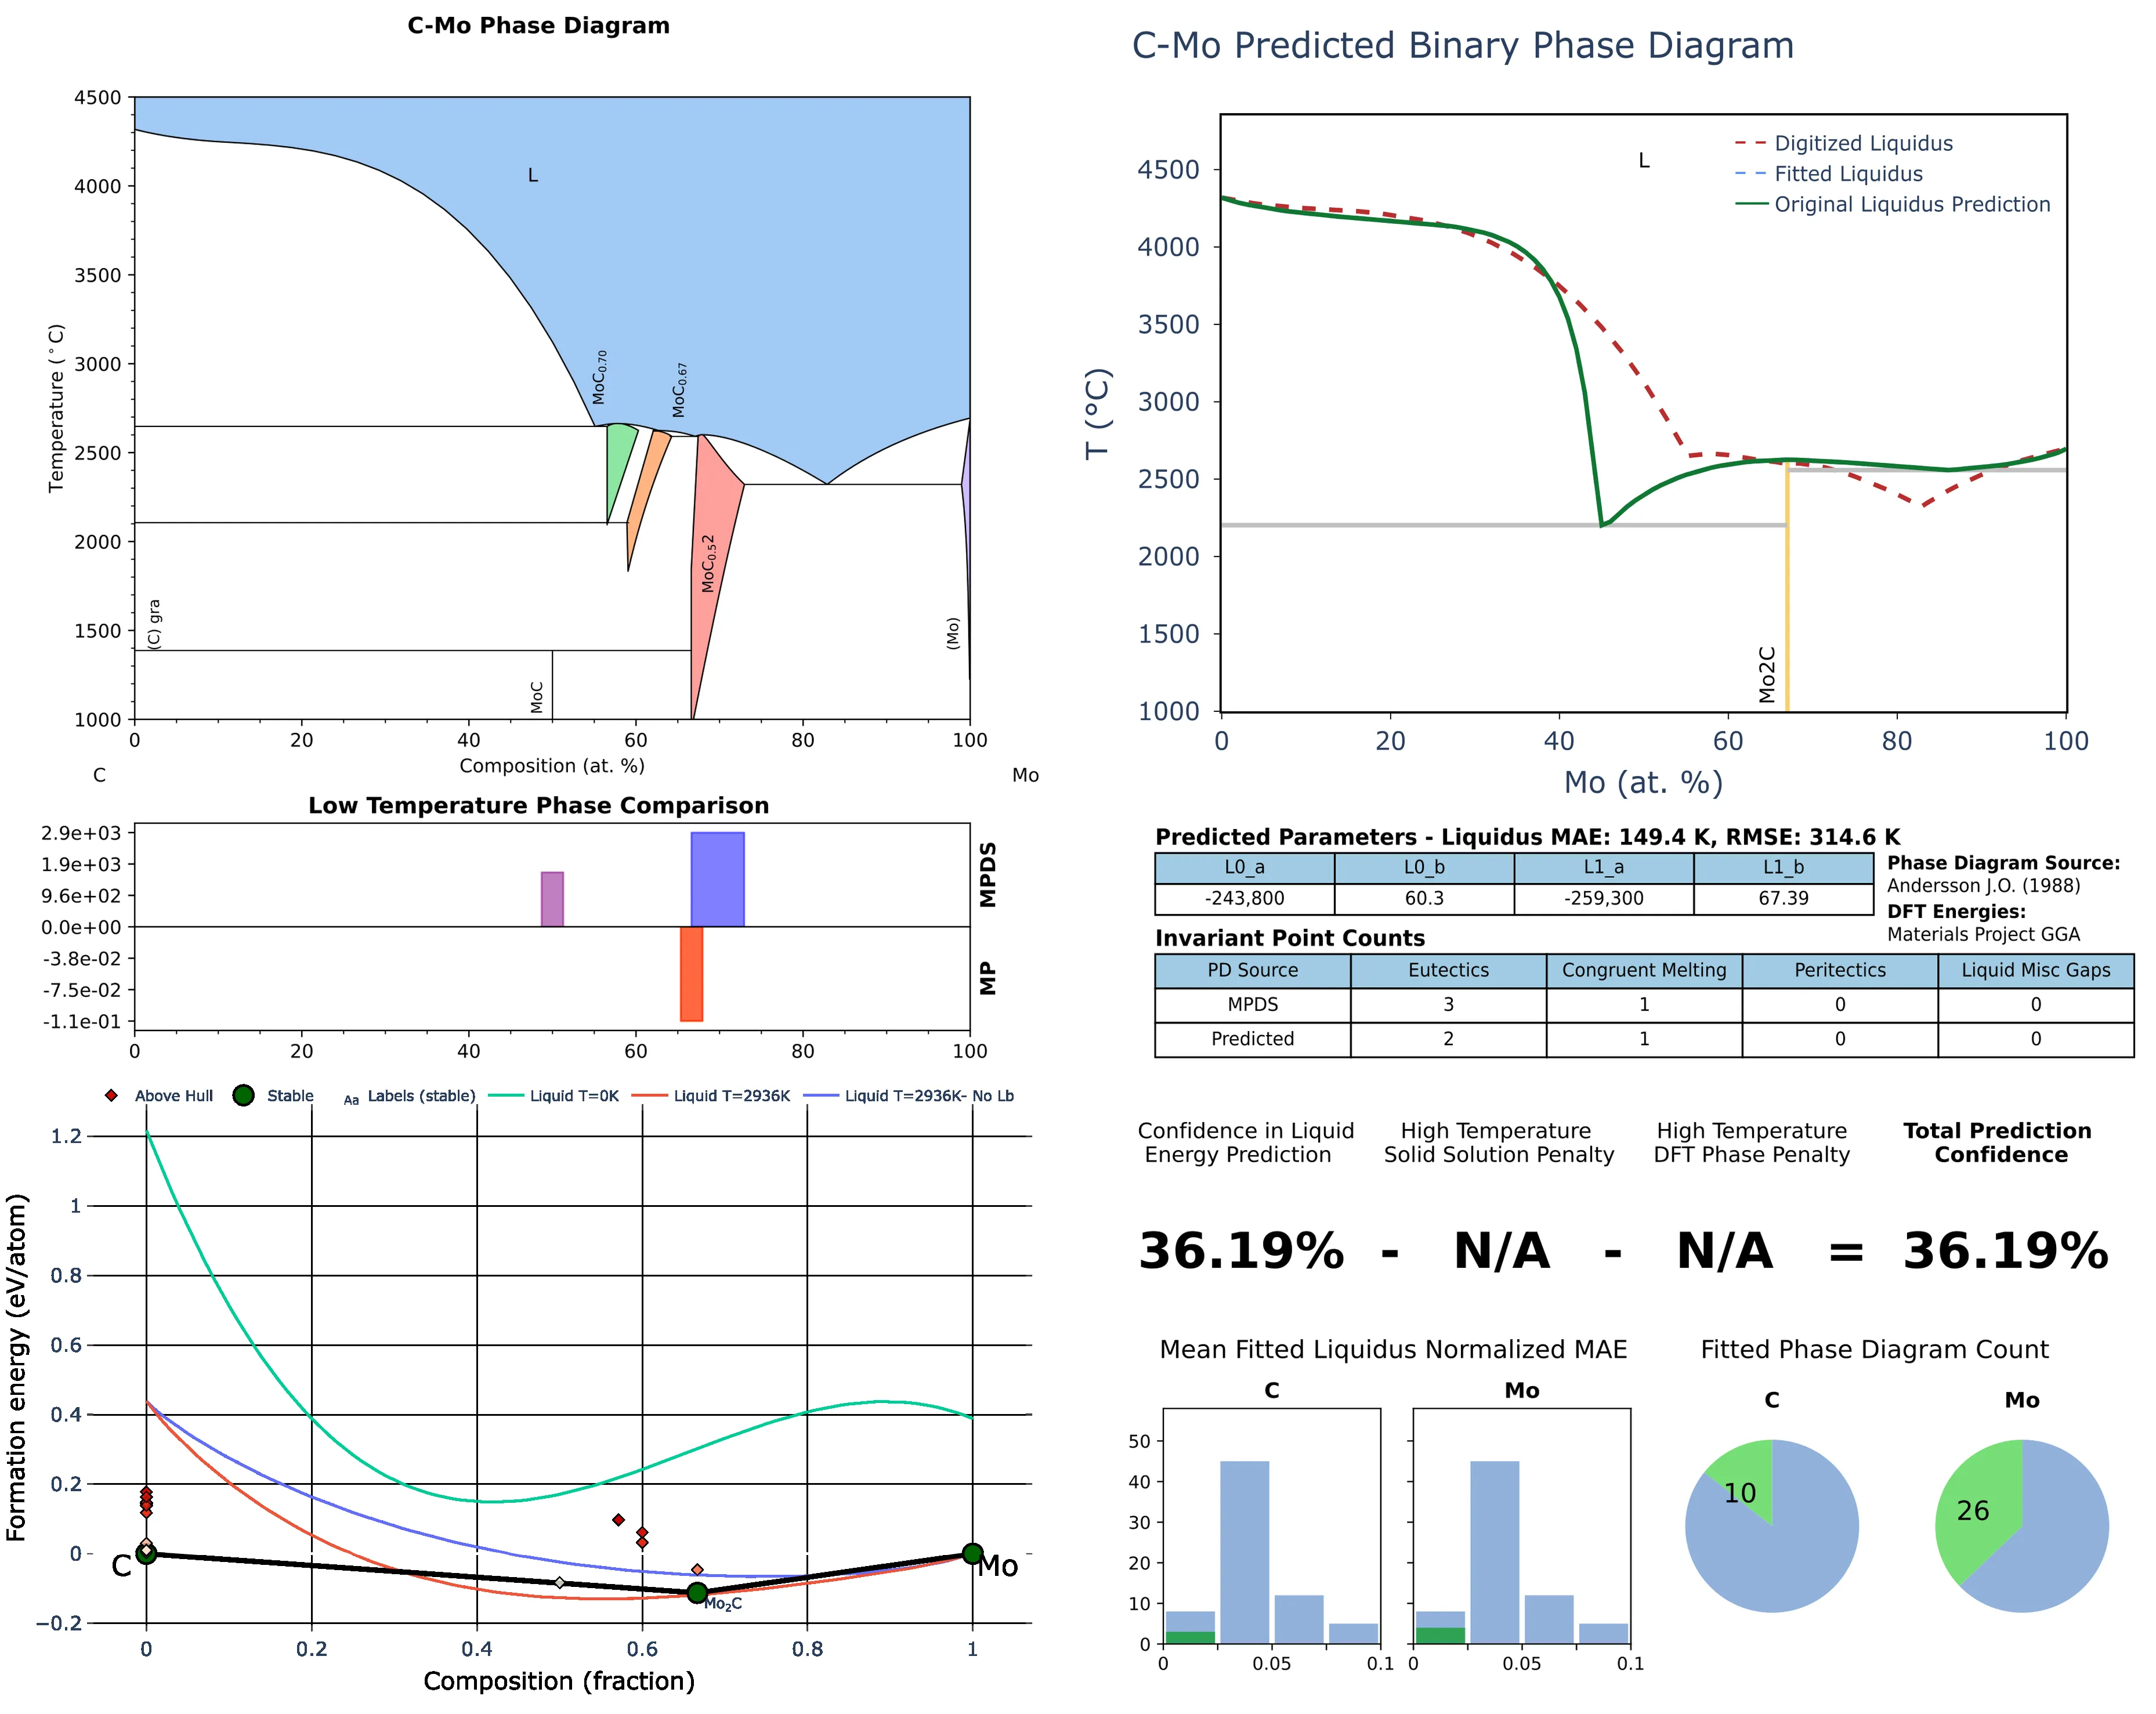 C-Mo Phase Diagram
4500
4000
3500
3000
2500
2000
1500
1000
Temperature (°C)
L
MoC0.70
MoC0.67
MoC0.52
(C) gra
MoC
(Mo)
0 20 40 60 80 100
Composition (at. %)
C Mo
C-Mo Predicted Binary Phase Diagram
L
Digitized Liquidus
Fitted Liquidus
Original Liquidus Prediction
4500
4000
3500
3000
2500
2000
1500
1000
T (°C)
Mo2C
0 20 40 60 80 100
Mo (at. %)
Low Temperature Phase Comparison
2.9e+03
1.9e+03
9.6e+02
0.0e+00
-3.8e-02
-7.5e-02
-1.1e-01
MPDS
MP
0 20 40 60 80 100
Predicted Parameters - Liquidus MAE: 149.4 K, RMSE: 314.6 K
L0_a L0_b L1_a L1_b
-243,800 60.3 -259,300 67.39
Phase Diagram Source:
Andersson J.O. (1988)
DFT Energies:
Materials Project GGA
Invariant Point Counts
PD Source Eutectics Congruent Melting Peritectics Liquid Misc Gaps
MPDS 3 1 0 0
Predicted 2 1 0 0
Above Hull Stable Aa Labels (stable) Liquid T=0K Liquid T=2936K Liquid T=2936K- No Lb
1.2
1
0.8
0.6
0.4
0.2
0
−0.2
Formation energy (eV/atom)
C
Mo2C
Mo
0 0.2 0.4 0.6 0.8 1
Composition (fraction)
Confidence in Liquid Energy Prediction
High Temperature Solid Solution Penalty
High Temperature DFT Phase Penalty
Total Prediction Confidence
36.19% - N/A - N/A = 36.19%
Mean Fitted Liquidus Normalized MAE
C Mo
50
40
30
20
10
0
0 0.05 0.1 0 0.05 0.1
Fitted Phase Diagram Count
C Mo
10 26